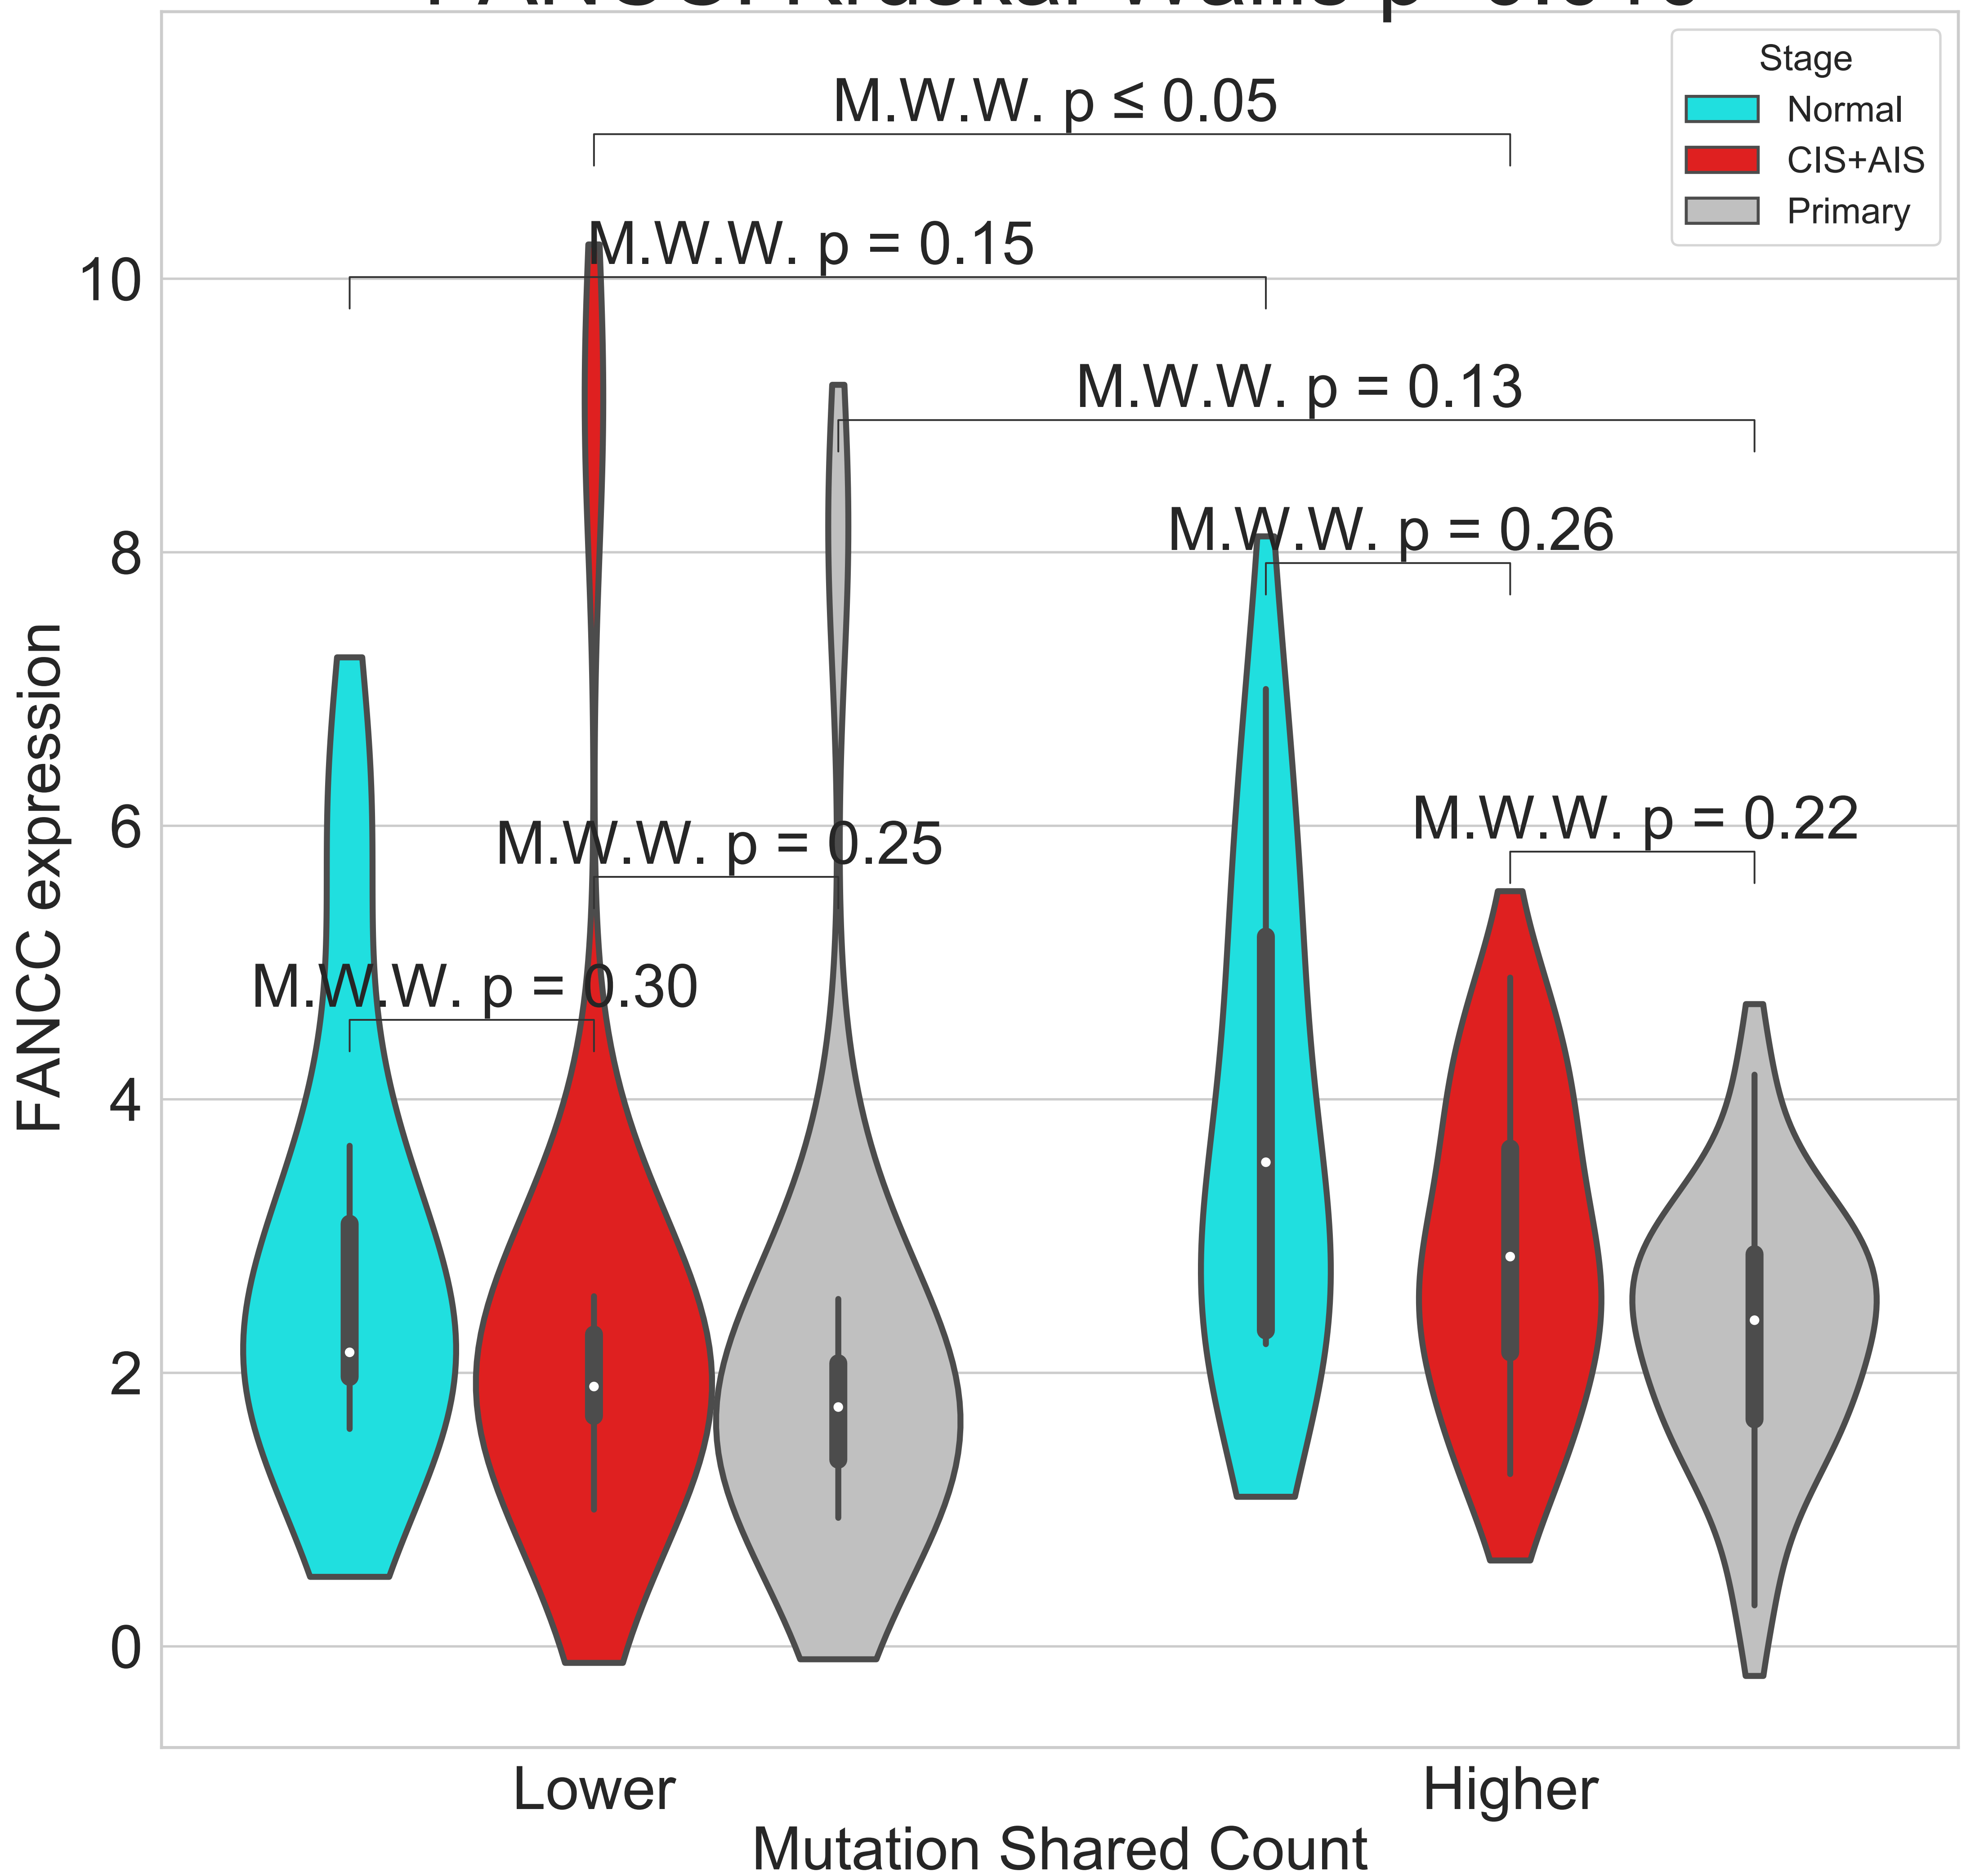 Stage
Normal
CIS+AIS
Primary
M.W.W. p ≤ 0.05
M.W.W. p = 0.15
M.W.W. p = 0.13
M.W.W. p = 0.26
M.W.W. p = 0.22
M.W.W. p = 0.25
M.W.W. p = 0.30
10
8
6
4
2
0
FANCC expression
Lower
Higher
Mutation Shared Count